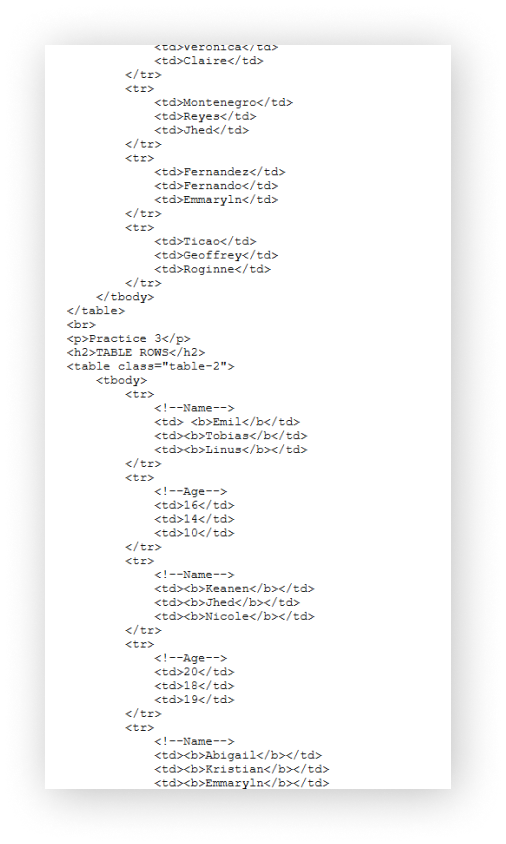 <td>Veronica</td>
<td>Claire</td>
</tr>
<tr>
<td>Montenegro</td>
<td>Reyes</td>
<td>Jhed</td>
</tr>
<tr>
<td>Fernandez</td>
<td>Fernando</td>
<td>Emmaryln</td>
</tr>
<tr>
<td>Ticao</td>
<td>Geoffrey</td>
<td>Roginne</td>
</tr>
</tbody>
</table>
<br>
<p>Practice 3</p>
<h2>TABLE ROWS</h2>
<table class="table-2">
<tbody>
<tr>
<!--Name-->
<td> <b>Emil</b></td>
<td><b>Tobias</b></td>
<td><b>Linus</b></td>
</tr>
<tr>
<!--Age-->
<td>16</td>
<td>14</td>
<td>10</td>
</tr>
<tr>
<!--Name-->
<td><b>Keanen</b></td>
<td><b>Jhed</b></td>
<td><b>Nicole</b></td>
</tr>
<tr>
<!--Age-->
<td>20</td>
<td>18</td>
<td>19</td>
</tr>
<tr>
<!--Name-->
<td><b>Abigail</b></td>
<td><b>Kristian</b></td>
<td><b>Emmaryln</b></td>